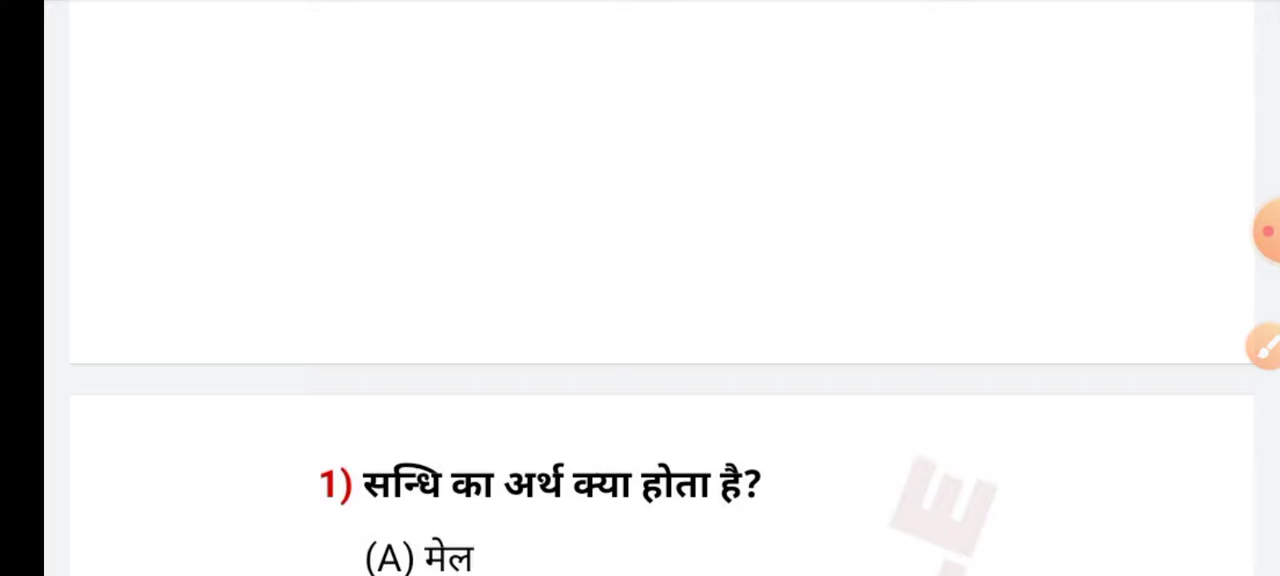 1) सन्धि का अर्थ क्या होता है?
(A) मेल